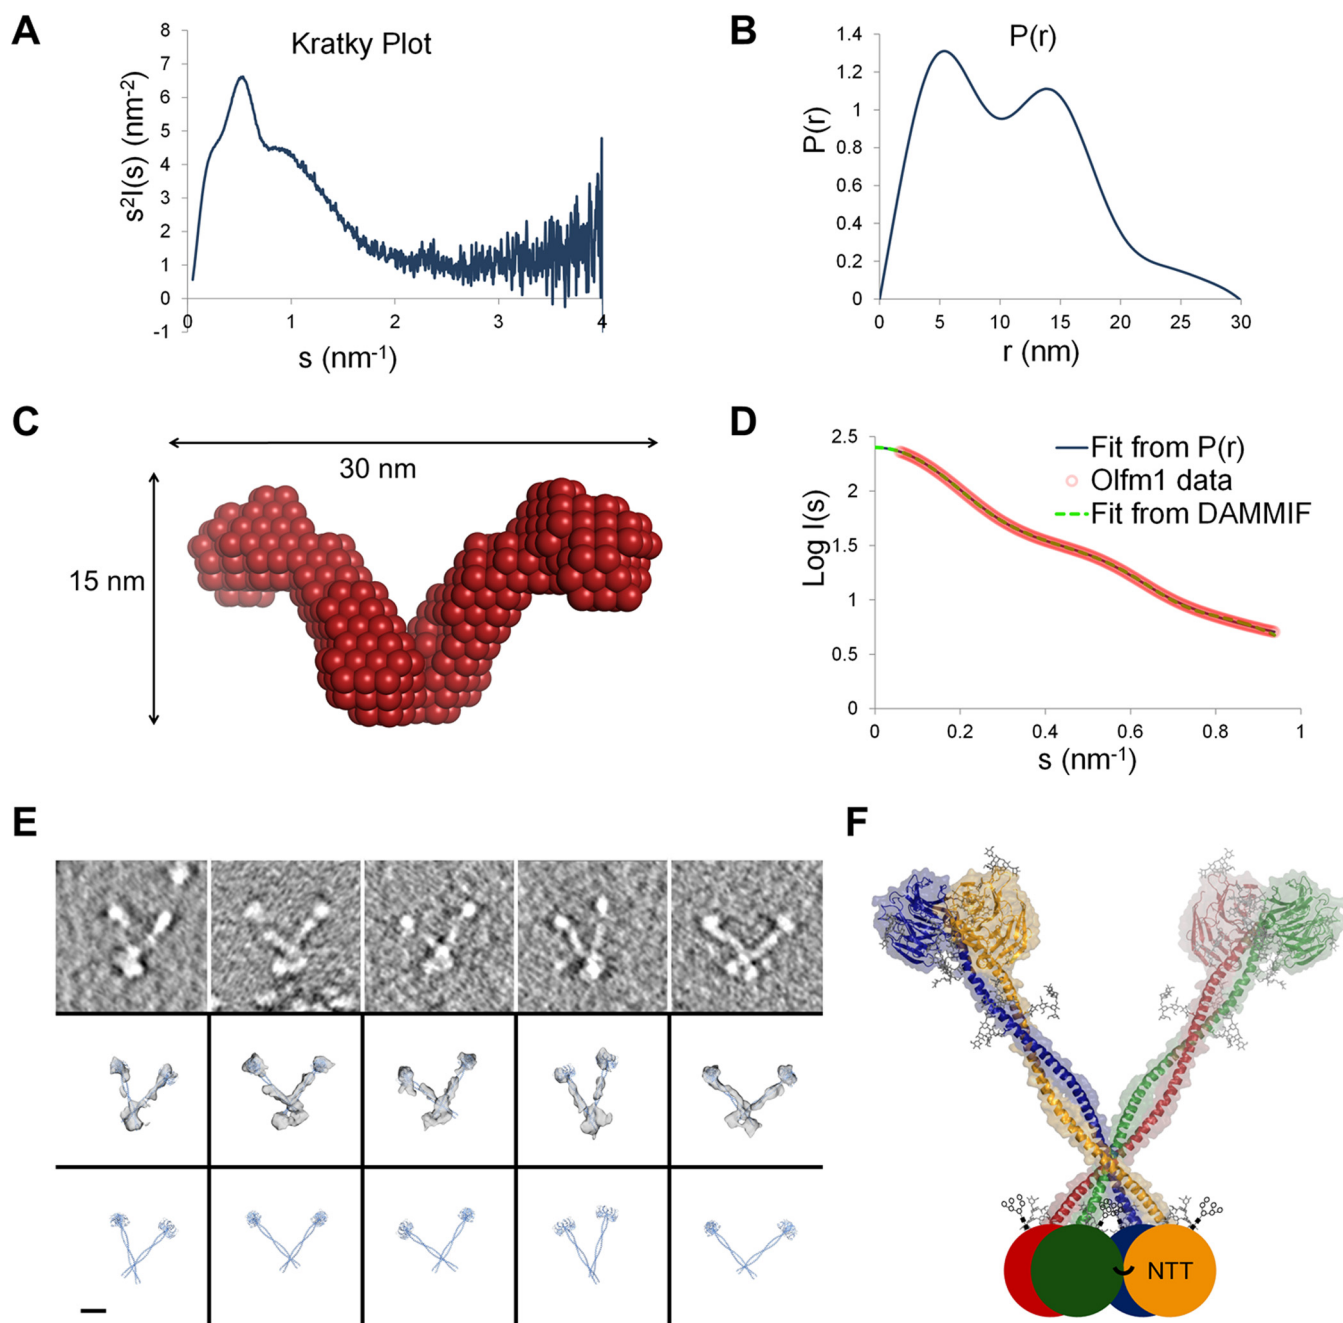 A
Kratky Plot
s²I(s) (nm⁻²)
8
7
6
5
4
3
2
1
0
-1
0 1 2 3 4
s (nm⁻¹)
B
P(r)
P(r)
1.4
1.2
1
0.8
0.6
0.4
0.2
0
0 5 10 15 20 25 30
r (nm)
C
30 nm
15 nm
D
Fit from P(r)
Olfm1 data
Fit from DAMMIF
Log I(s)
2.5
2
1.5
1
0.5
0
0 0.2 0.4 0.6 0.8 1
s (nm⁻¹)
E
F
NTT